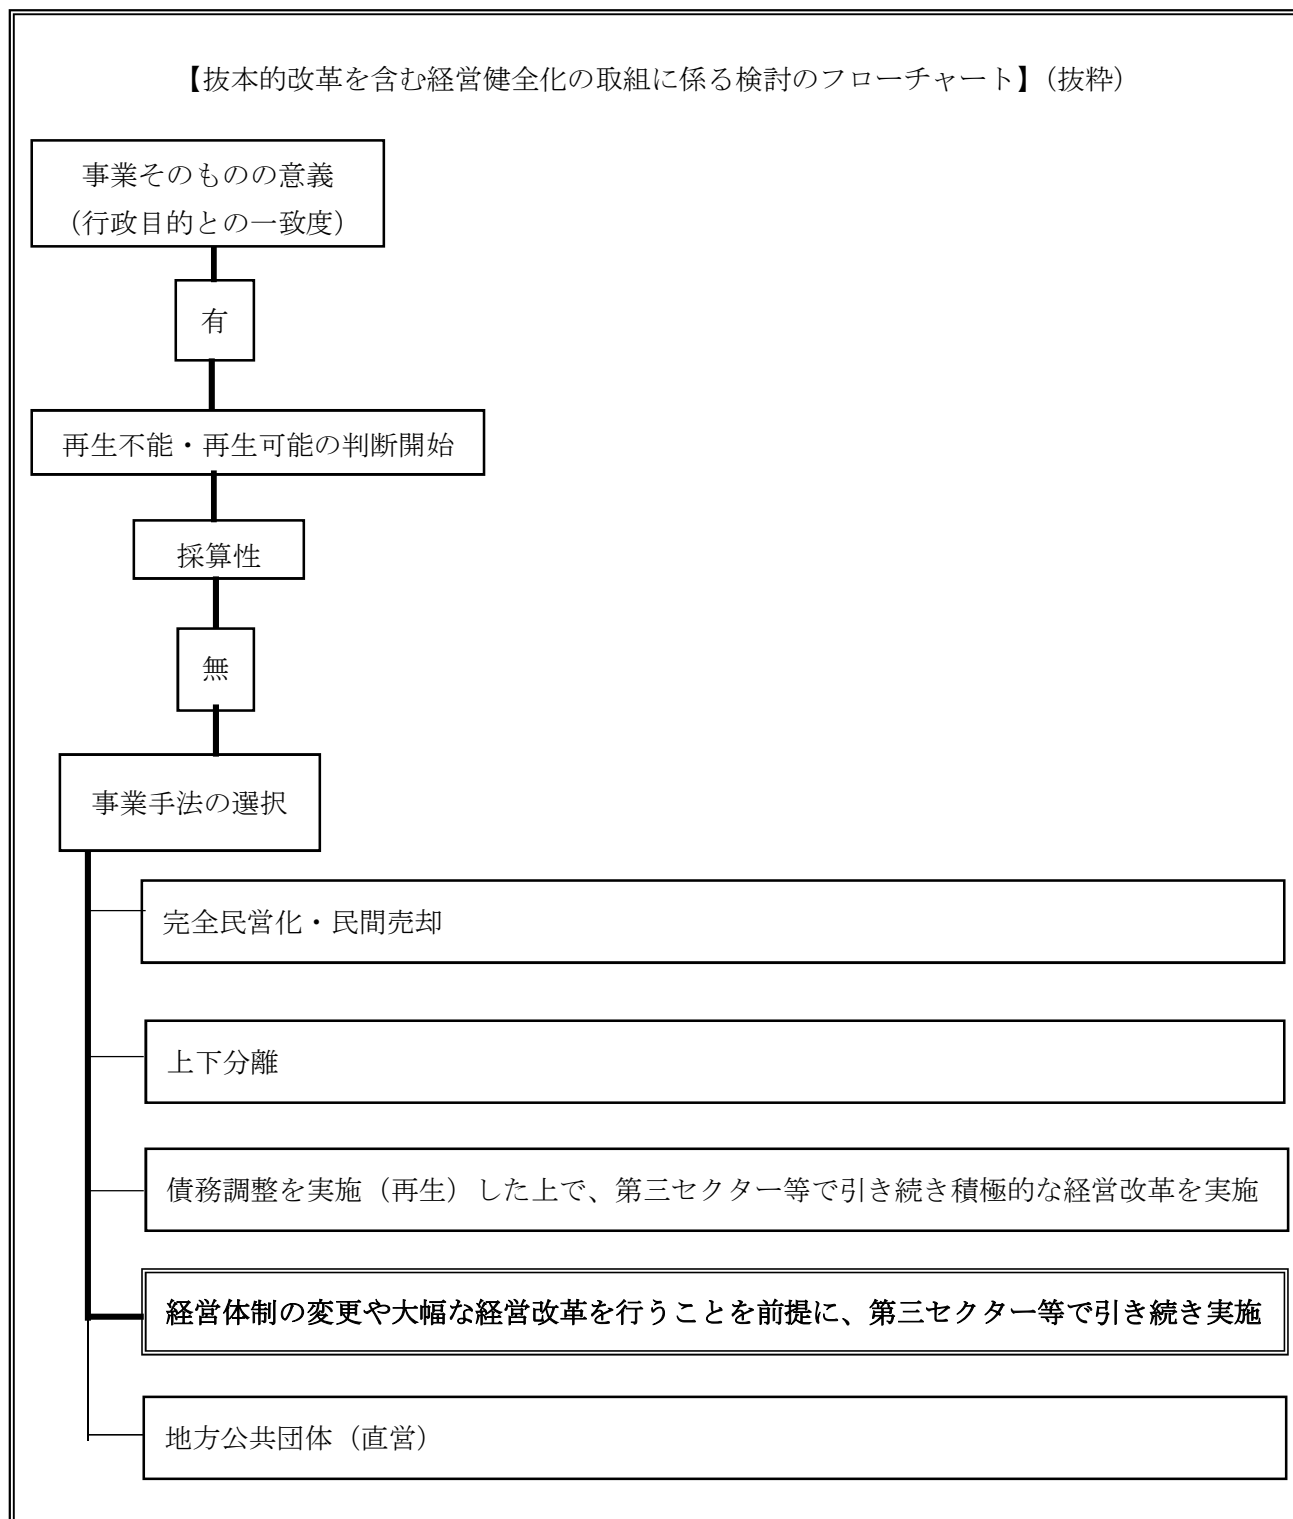 【抜本的改革を含む経営健全化の取組に係る検討のフローチャート】（抜粋）
事業そのものの意義
（行政目的との一致度）
有
再生不能・再生可能の判断開始
採算性
無
事業手法の選択
完全民営化・民間売却
上下分離
債務調整を実施（再生）した上で、第三セクター等で引き続き積極的な経営改革を実施
経営体制の変更や大幅な経営改革を行うことを前提に、第三セクター等で引き続き実施
地方公共団体（直営）